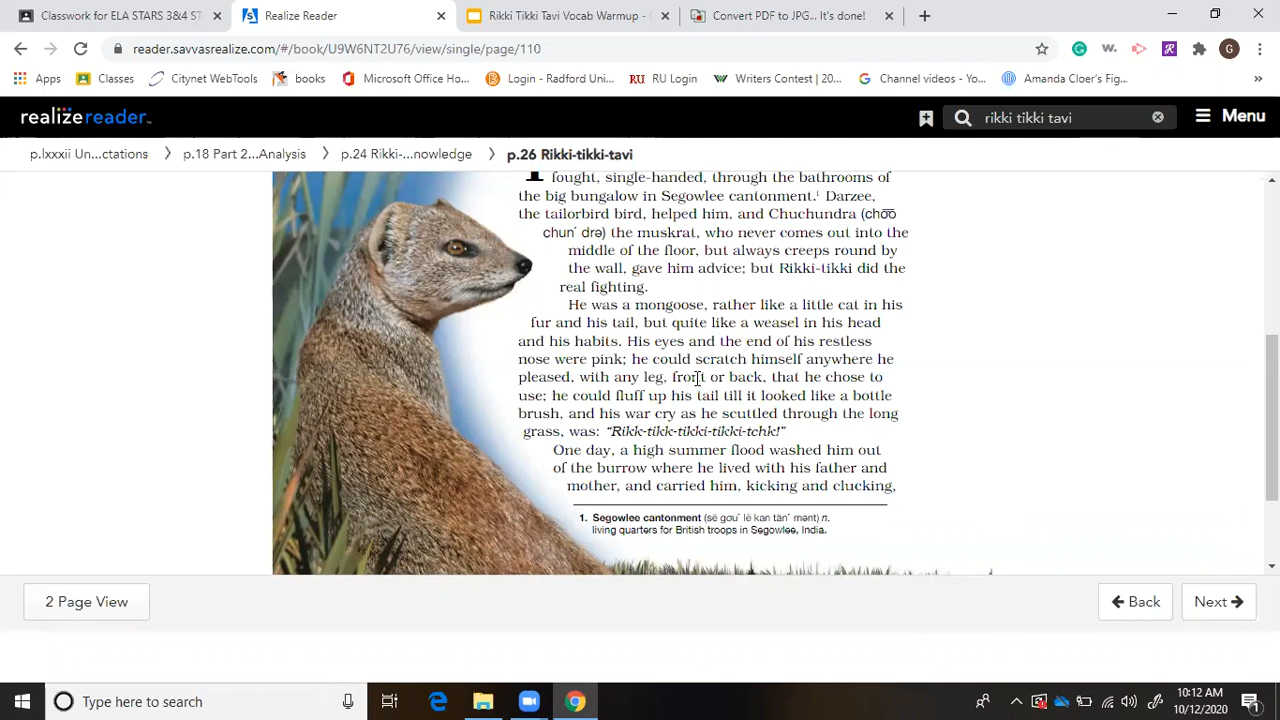 Classwork for ELA STARS 3&4 ST
Realize Reader
Rikki Tikki Tavi Vocab Warmup -
Convert PDF to JPG... It's done!
reader.savvasrealize.com/#/book/U9W6NT2U76/view/single/page/110
G
Apps
Classes
Citynet WebTools
books
Microsoft Office Ho...
Login - Radford Uni...
RU Login
Writers Contest | 20...
Channel videos - Yo...
Amanda Cloer's Fig...
realizereader
rikki tikki tavi
Menu
p.lxxxii Un...ctations
p.18 Part 2...Analysis
p.24 Rikki-...nowledge
p.26 Rikki-tikki-tavi
fought, single-handed, through the bathrooms of
the big bungalow in Segowlee cantonment.¹ Darzee,
the tailorbird bird, helped him, and Chuchundra (cho͞o
chun´ drə) the muskrat, who never comes out into the
middle of the floor, but always creeps round by
the wall, gave him advice; but Rikki-tikki did the
real fighting.
He was a mongoose, rather like a little cat in his
fur and his tail, but quite like a weasel in his head
and his habits. His eyes and the end of his restless
nose were pink; he could scratch himself anywhere he
pleased, with any leg, front or back, that he chose to
use; he could fluff up his tail till it looked like a bottle
brush, and his war cry as he scuttled through the long
grass, was: “Rikk-tikk-tikki-tikki-tchk!”
One day, a high summer flood washed him out
of the burrow where he lived with his father and
mother, and carried him, kicking and clucking,
1. Segowlee cantonment (sē gou´ lē kan tän´ mənt) n.
living quarters for British troops in Segowlee, India.
2 Page View
Back
Next
Type here to search
10:12 AM
10/12/2020